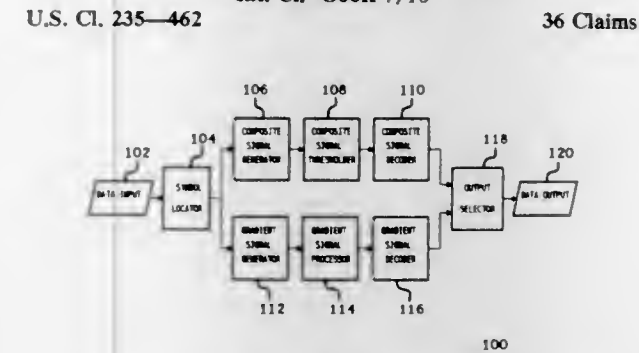 U.S. Cl. 235—462
36 Claims
106
108
110
COMPOSITE SIGNAL GENERATOR
COMPOSITE SIGNAL THRESHOLDER
COMPOSITE SIGNAL DECODER
102
104
118
120
DATA INPUT
SYMBOL LOCATOR
OUTPUT SELECTOR
DATA OUTPUT
GRADIENT SIGNAL GENERATOR
GRADIENT SIGNAL PROCESSOR
GRADIENT SIGNAL DECODER
112
114
116
100